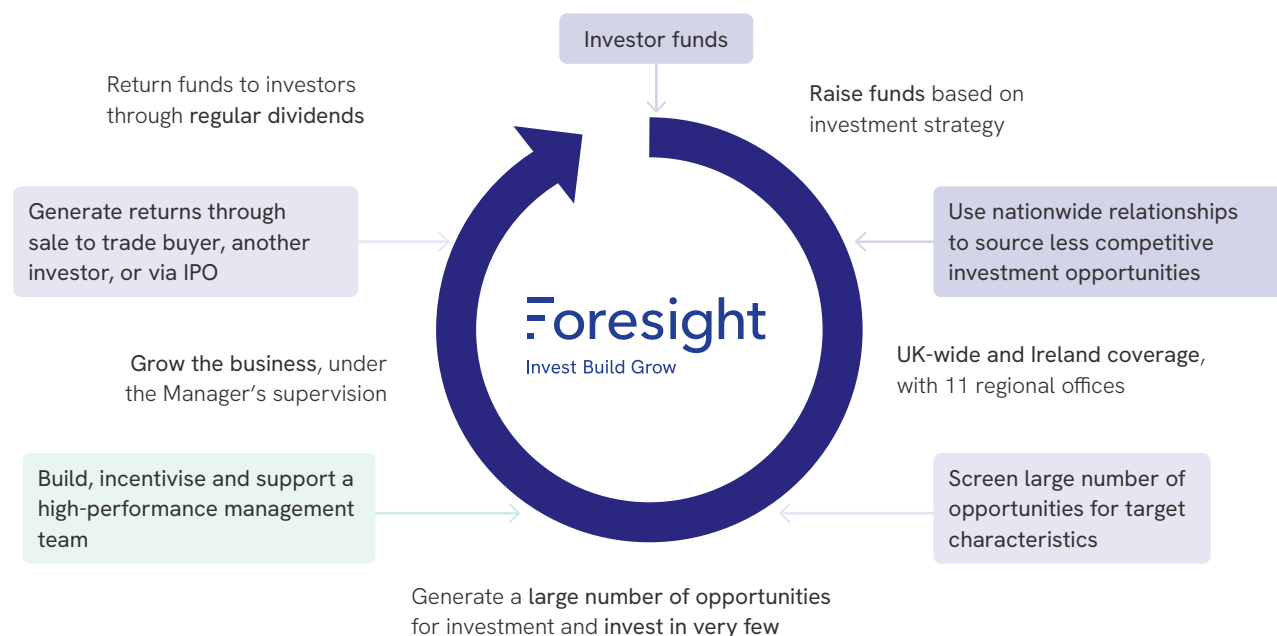 Investor funds
Raise funds based on
investment strategy
Use nationwide relationships
to source less competitive
investment opportunities
UK-wide and Ireland coverage,
with 11 regional offices
Screen large number of
opportunities for target
characteristics
Generate a large number of opportunities
for investment and invest in very few
Build, incentivise and support a
high-performance management
team
Grow the business, under
the Manager’s supervision
Generate returns through
sale to trade buyer, another
investor, or via IPO
Return funds to investors
through regular dividends
Foresight
Invest Build Grow